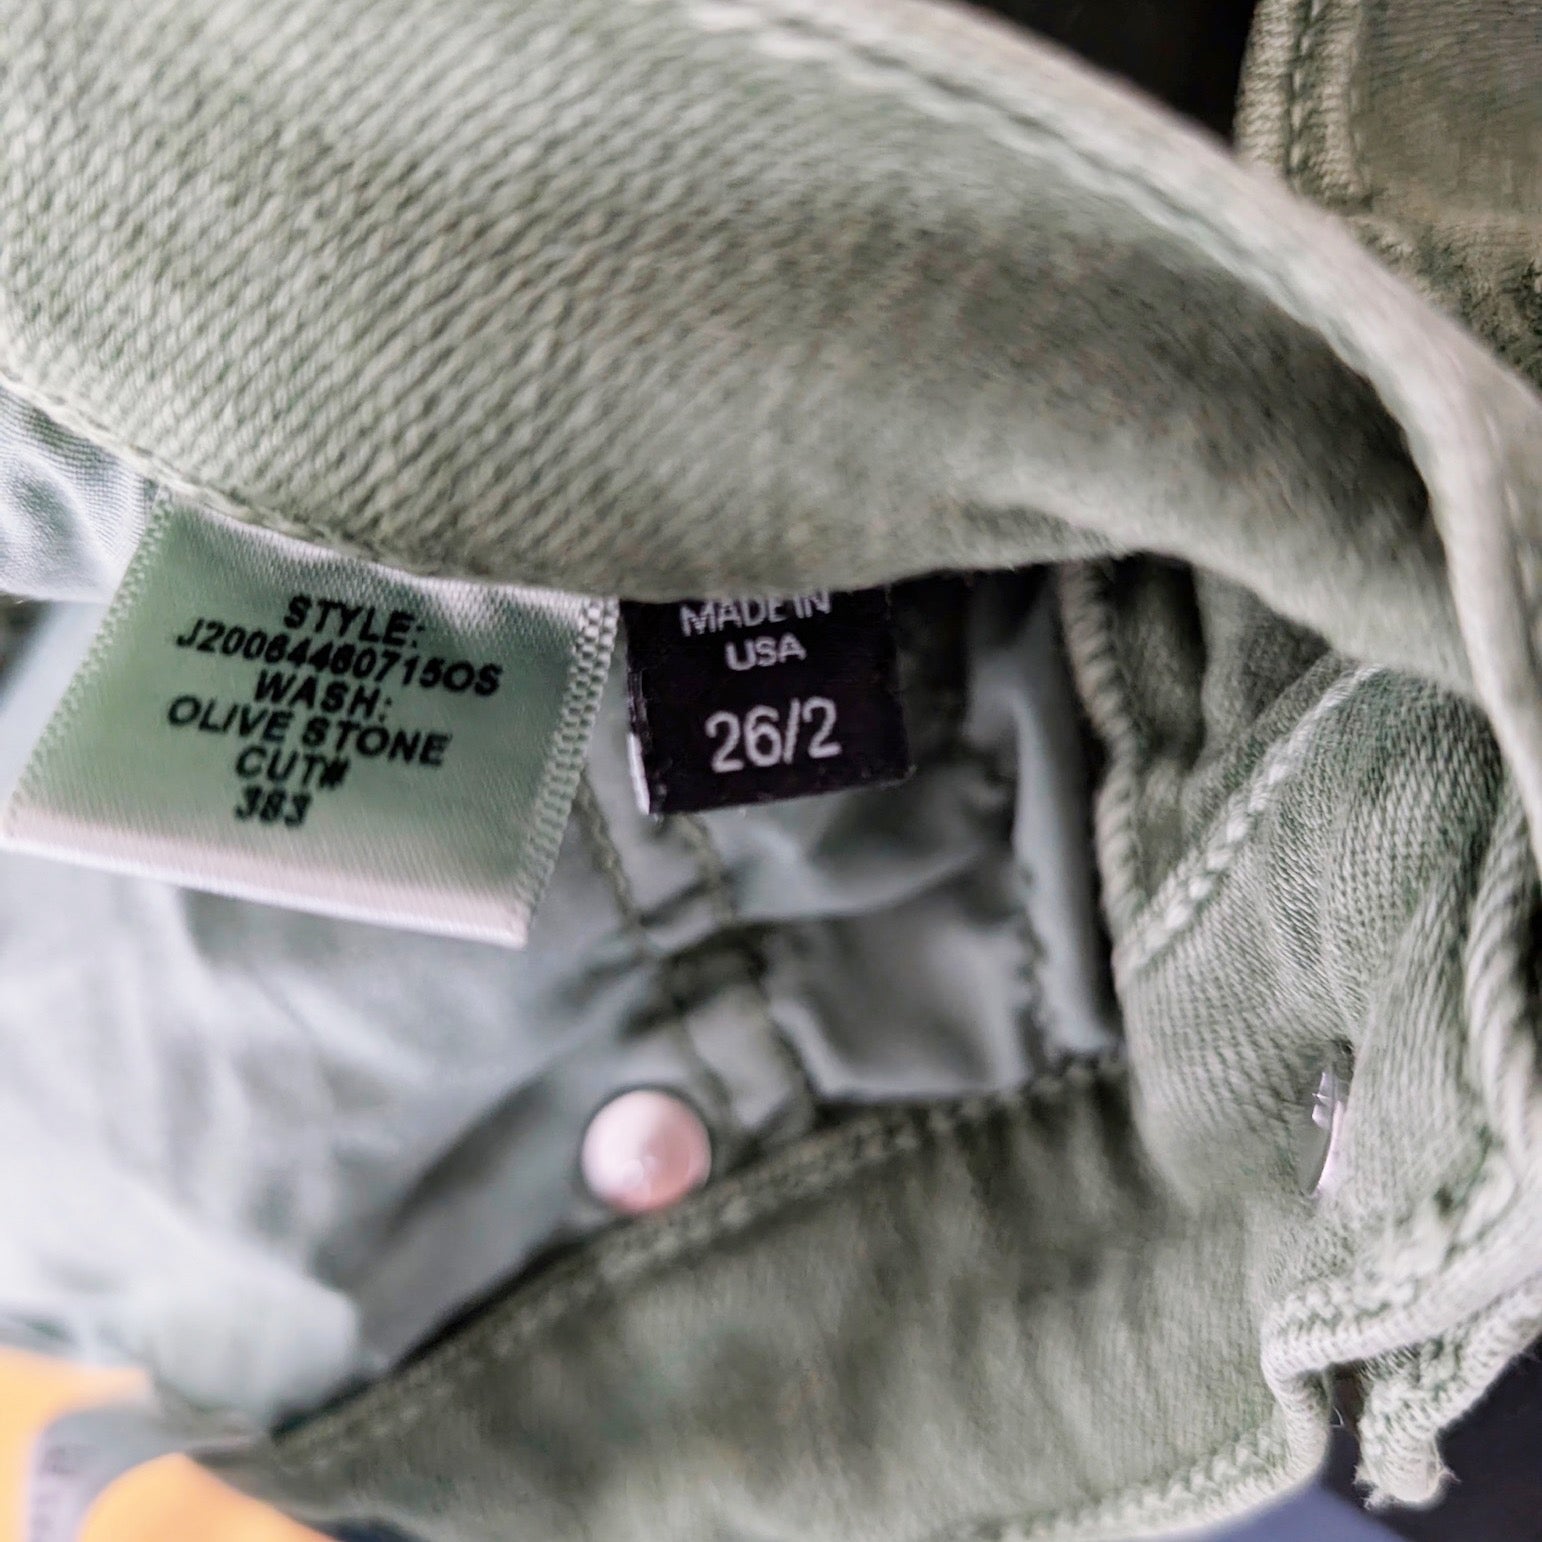 STYLE:
J20064460715OS
WASH:
OLIVE STONE
CUT#
383
MADE IN
USA
26/2